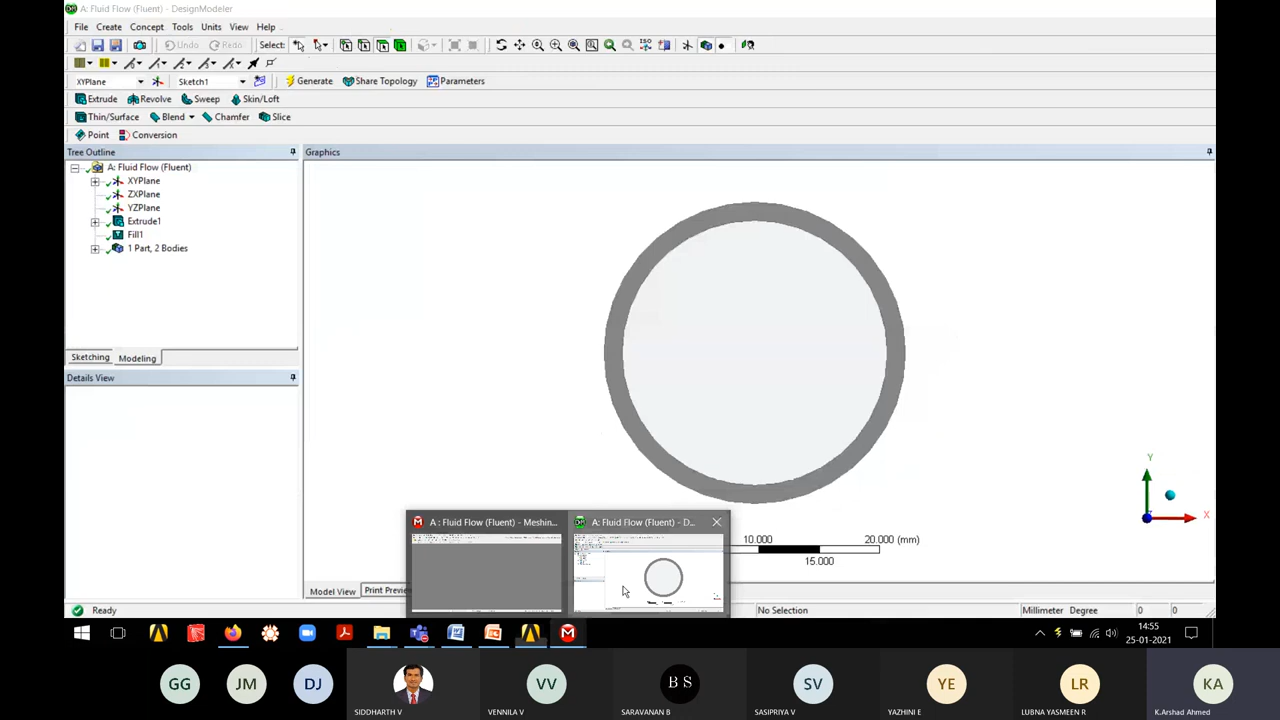 A: Fluid Flow (Fluent) - DesignModeler
File Create Concept Tools Units View Help
Undo Redo Select: ISO
XYPlane Sketch1 Generate Share Topology Parameters
Extrude Revolve Sweep Skin/Loft
Thin/Surface Blend Chamfer Slice
Point Conversion
Tree Outline
Graphics
A: Fluid Flow (Fluent)
XYPlane
ZXPlane
YZPlane
Extrude1
Fill1
1 Part, 2 Bodies
Sketching Modeling
Details View
Y
X
A : Fluid Flow (Fluent) - Meshin...
A: Fluid Flow (Fluent) - D...
10.000 20.000 (mm)
15.000
Model View Print Preview
Ready No Selection Millimeter Degree 0 0
14:55
25-01-2021
GG JM DJ VV B S SV YE LR KA
SIDDHARTH V VENNILA V SARAVANAN B SASIPRIYA V YAZHINI E LUBNA YASMEEN R K.Arshad Ahmed